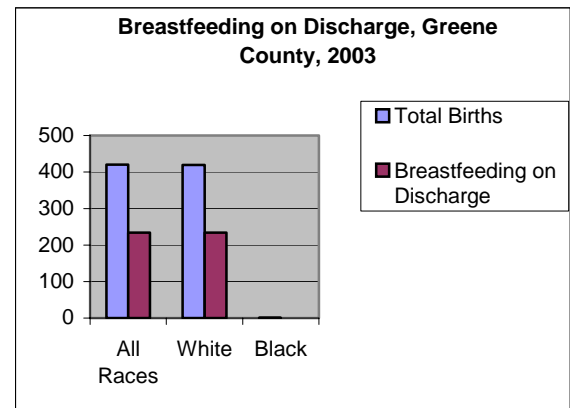 Breastfeeding on Discharge, Greene
County, 2003
500
400
300
200
100
0
All
Races
White
Black
Total Births
Breastfeeding on
Discharge